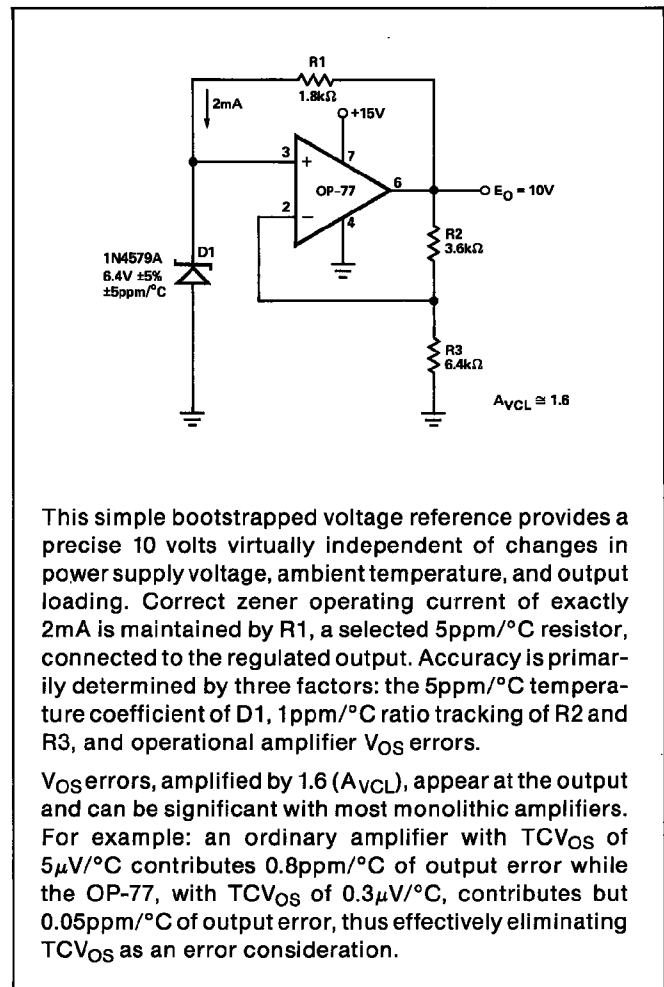 R1
1.8kΩ
2mA
+15V
3
+
7
OP-77
6
E_O = 10V
2
−
4
R2
3.6kΩ
1N4579A
D1
6.4V ±5%
±5ppm/°C
R3
6.4kΩ
A_VCL ≅ 1.6
This simple bootstrapped voltage reference provides a
precise 10 volts virtually independent of changes in
power supply voltage, ambient temperature, and output
loading. Correct zener operating current of exactly
2mA is maintained by R1, a selected 5ppm/°C resistor,
connected to the regulated output. Accuracy is primar-
ily determined by three factors: the 5ppm/°C tempera-
ture coefficient of D1, 1ppm/°C ratio tracking of R2 and
R3, and operational amplifier V_OS errors.
V_OS errors, amplified by 1.6 (A_VCL), appear at the output
and can be significant with most monolithic amplifiers.
For example: an ordinary amplifier with TCV_OS of
5μV/°C contributes 0.8ppm/°C of output error while
the OP-77, with TCV_OS of 0.3μV/°C, contributes but
0.05ppm/°C of output error, thus effectively eliminating
TCV_OS as an error consideration.